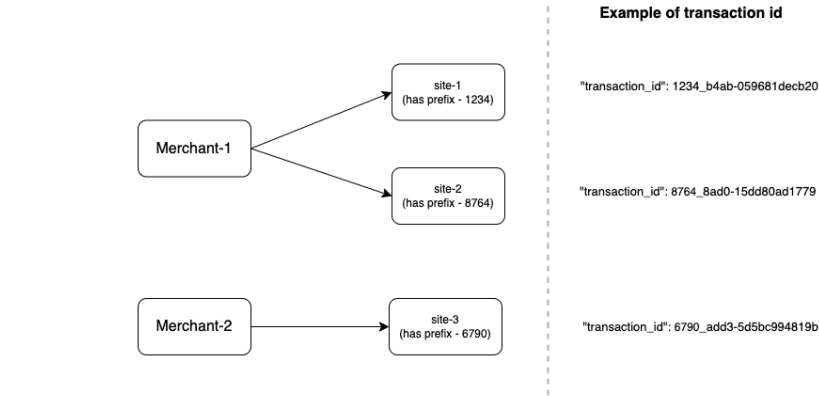 Example of transaction id
site-1
(has prefix - 1234)
"transaction_id": 1234_b4ab-059681decb20
Merchant-1
site-2
(has prefix - 8764)
"transaction_id": 8764_8ad0-15dd80ad1779
Merchant-2
site-3
(has prefix - 6790)
"transaction_id": 6790_add3-5d5bc994819b